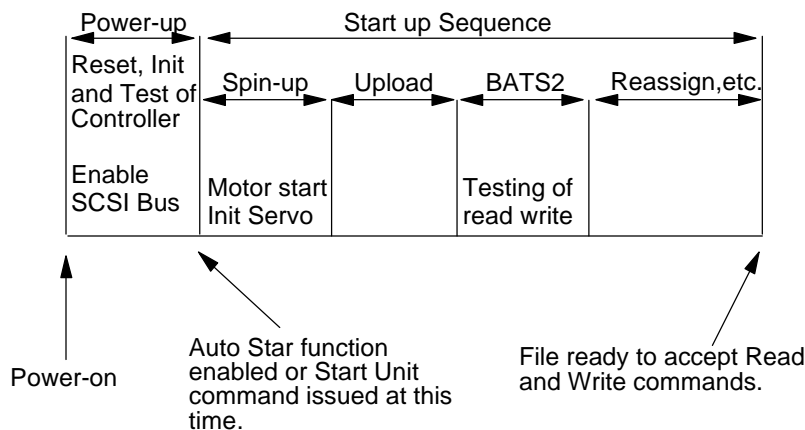 Power-up
Start up Sequence
Reset, Init
and Test of
Controller
Spin-up
Upload
BATS2
Reassign,etc.
Enable
SCSI Bus
Motor start
Init Servo
Testing of
read write
Power-on
Auto Star function
enabled or Start Unit
command issued at this
time.
File ready to accept Read
and Write commands.